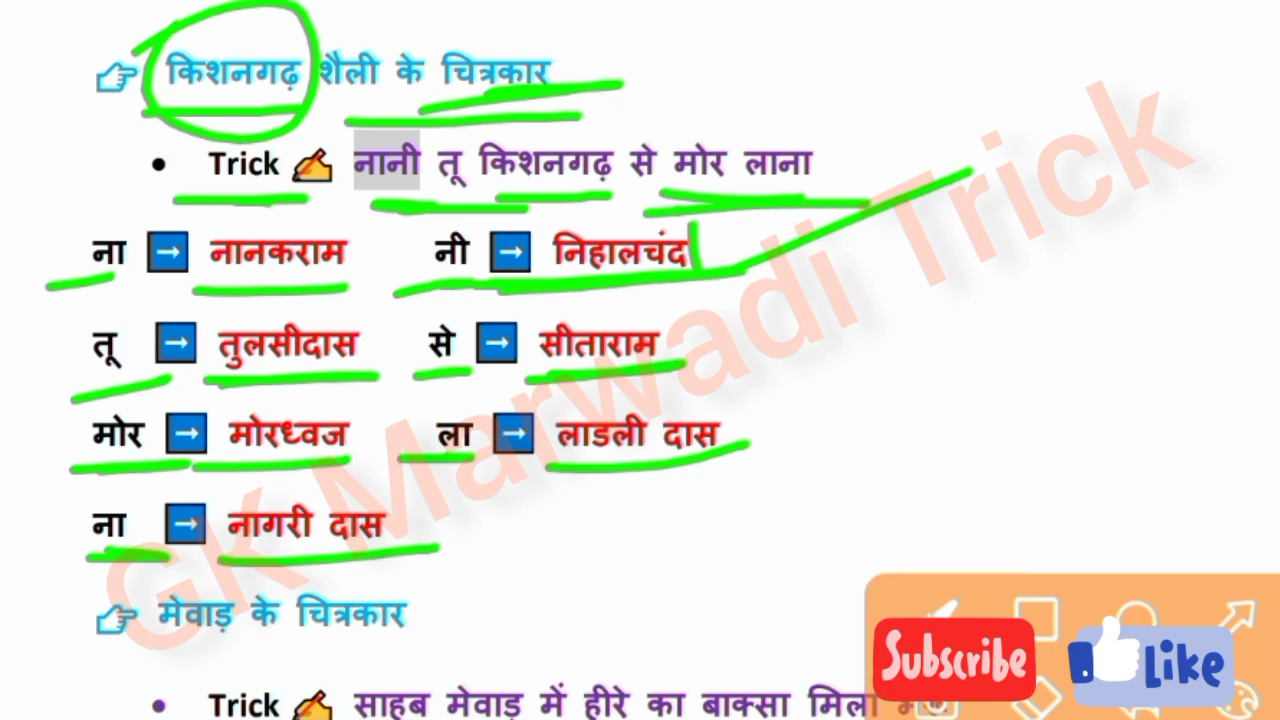 किशनगढ़ शैली के चित्रकार
• Trick ✍ नानी तू किशनगढ़ से मोर लाना
ना ➡ नानकराम नी ➡ निहालचंद
तू ➡ तुलसीदास से ➡ सीताराम
मोर ➡ मोरध्वज ला ➡ लाडली दास
ना ➡ नागरी दास
मेवाड़ के चित्रकार
• Trick ✍ साहब मेवाड़ में हीरे का बाक्सा मिला
GK Marwadi Trick
Subscribe
Like